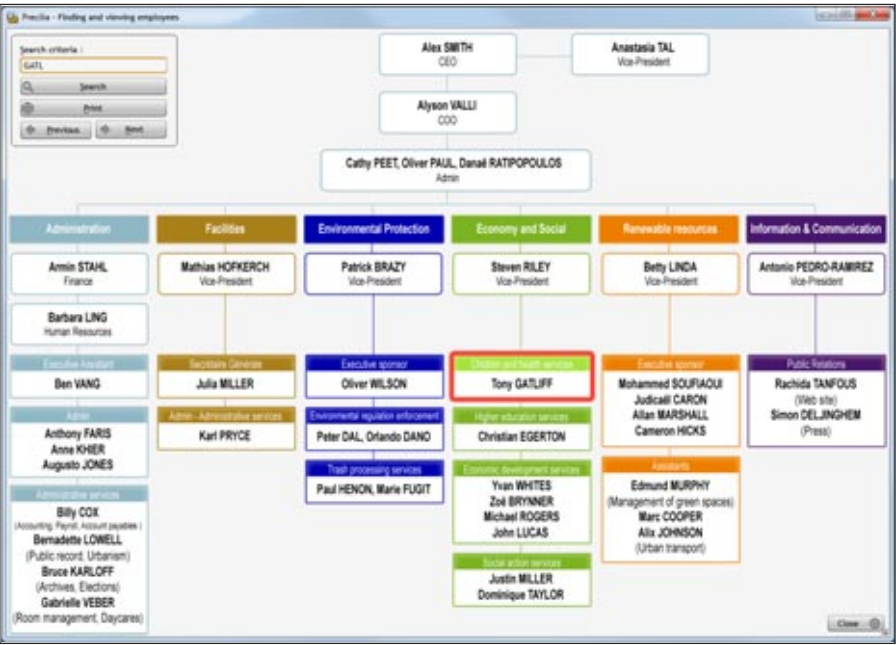 Precilia - Finding and viewing employees
Search criteria :
GATL
Search
Print
Previous
Next
Alex SMITH
CEO
Anastasia TAL
Vice-President
Alyson VALLI
COO
Cathy PEET, Oliver PAUL, Danaé RATIPOPOULOS
Admin
Administration
Armin STAHL
Finance
Barbara LING
Human Resources
Executive Assistant
Ben VANG
Admin
Anthony FARIS
Anne KHIER
Augusto JONES
Administrative services
Billy COX
(Accounting, Payroll, Account payables )
Bernadette LOWELL
(Public record, Urbanism)
Bruce KARLOFF
(Archives, Elections)
Gabrielle VEBER
(Room management, Daycares)
Facilities
Mathias HOFKERCH
Vice-President
Secrétaire Générale
Julia MILLER
Admin - Administrative services
Karl PRYCE
Environmental Protection
Patrick BRAZY
Vice-President
Executive sponsor
Oliver WILSON
Environmental regulation enforcement
Peter DAL, Orlando DANO
Trash processing services
Paul HENON, Marie FUGIT
Economy and Social
Steven RILEY
Vice-President
Children and health services
Tony GATLIFF
Higher education services
Christian EGERTON
Economic development services
Yvan WHITES
Zoé BRYNNER
Michael ROGERS
John LUCAS
Social action services
Justin MILLER
Dominique TAYLOR
Renewable resources
Betty LINDA
Vice-President
Executive sponsor
Mohammed SOUFIAOUI
Judicaël CARON
Allan MARSHALL
Cameron HICKS
Assistants
Edmund MURPHY
(Management of green spaces)
Marc COOPER
Alix JOHNSON
(Urban transport)
Information & Communication
Antonio PEDRO-RAMIREZ
Vice-President
Public Relations
Rachida TANFOUS
(Web site)
Simon DELJINGHEM
(Press)
Close